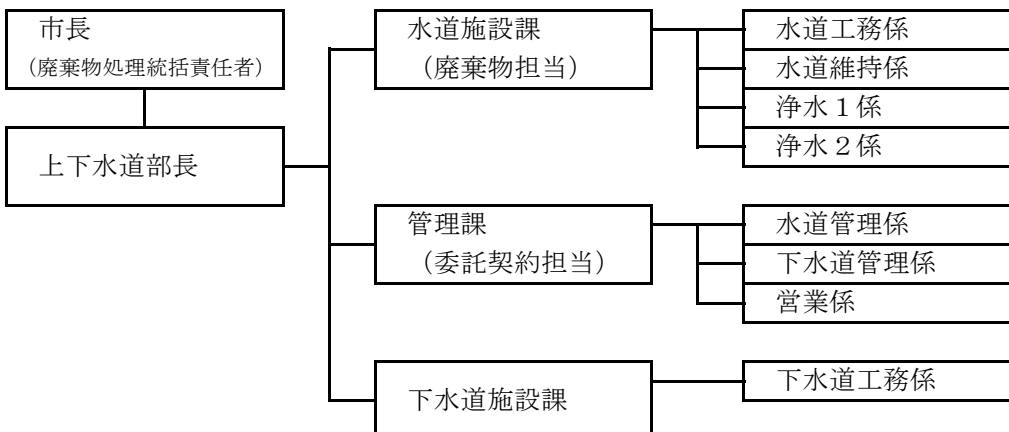 市長
（廃棄物処理統括責任者）
上下水道部長
水道施設課
（廃棄物担当）
水道工務係
水道維持係
浄水１係
浄水２係
管理課
（委託契約担当）
水道管理係
下水道管理係
営業係
下水道施設課
下水道工務係